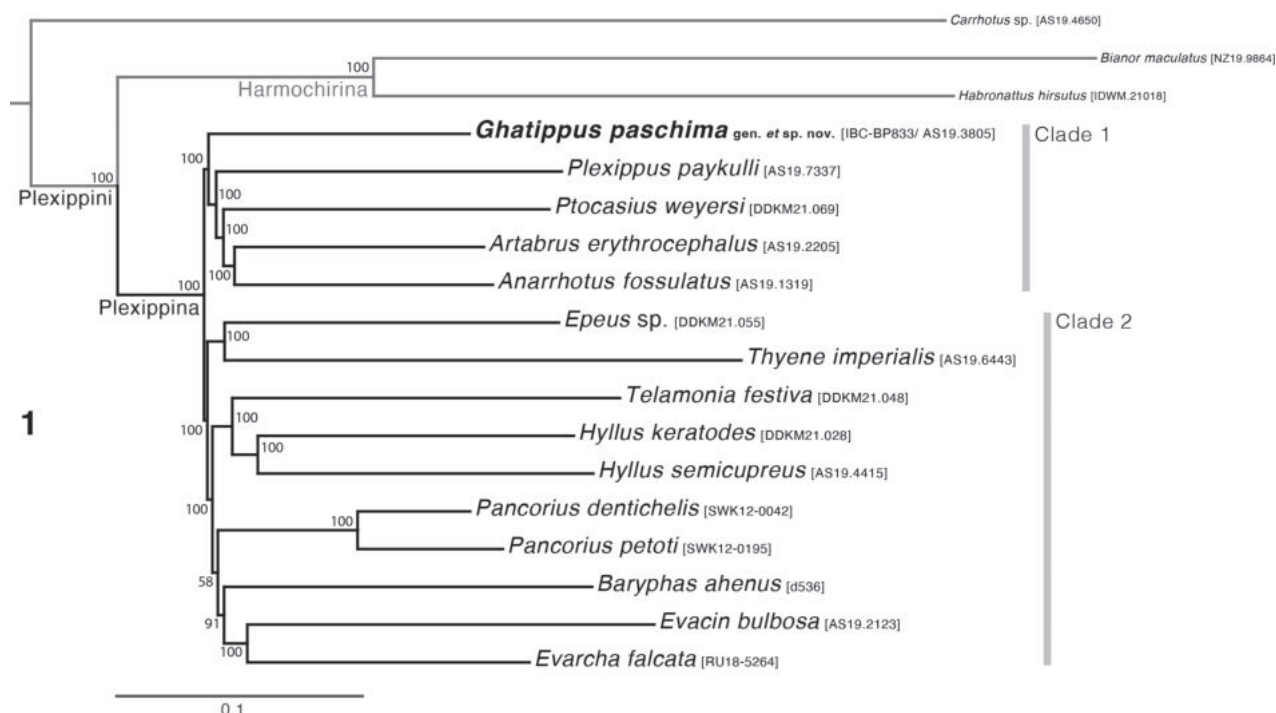 Carrhotus sp. [AS19.4650]
Bianor maculatus [NZ19.9864]
100
Harmochirina
Habronattus hirsutus [IDWM.21018]
Ghatippus paschima gen. et sp. nov. [IBC-BP833/ AS19.3805]
Clade 1
100
Plexippus paykulli [AS19.7337]
100
Plexippini
100
Ptocasius weyersi [DDKM21.069]
100
Artabrus erythrocephalus [AS19.2205]
100
Anarrhotus fossulatus [AS19.1319]
100
Plexippina
Epeus sp. [DDKM21.055]
Clade 2
100
Thyene imperialis [AS19.6443]
Telamonia festiva [DDKM21.048]
1
100
100
Hyllus keratodes [DDKM21.028]
100
Hyllus semicupreus [AS19.4415]
100
Pancorius dentichelis [SWK12-0042]
100
Pancorius petoti [SWK12-0195]
58
Baryphas ahenus [d536]
91
Evacin bulbosa [AS19.2123]
100
Evarcha falcata [RU18-5264]
0.1